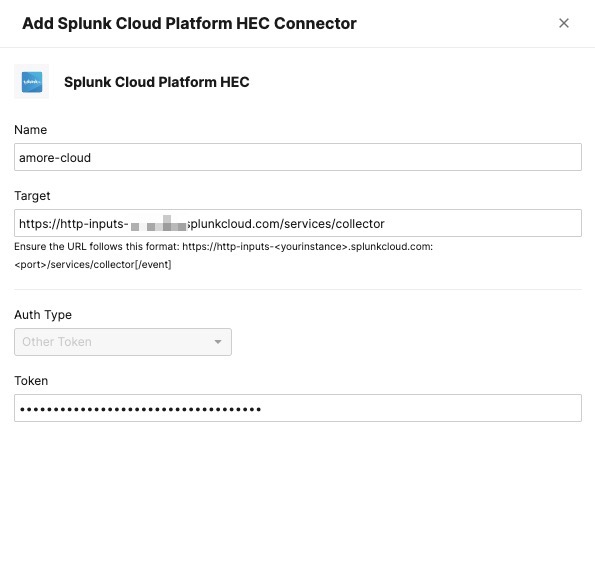 Add Splunk Cloud Platform HEC Connector
Splunk Cloud Platform HEC
Name
amore-cloud
Target
https://http-inputs- splunkcloud.com/services/collector
Ensure the URL follows this format: https://http-inputs-<yourinstance>.splunkcloud.com:
<port>/services/collector[/event]
Auth Type
Other Token
Token